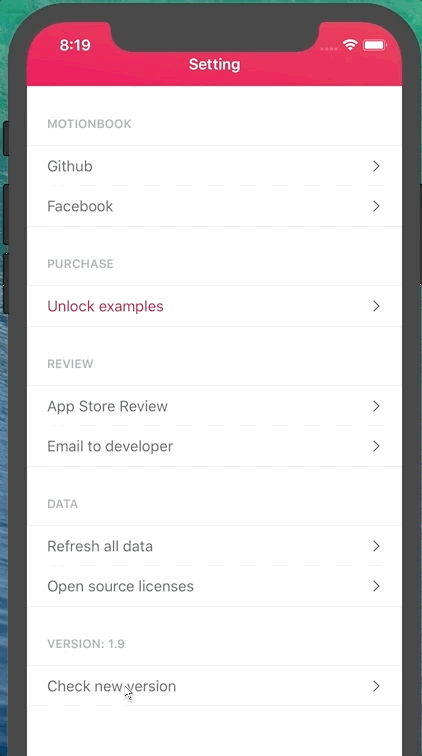 8:19
Setting
MOTIONBOOK
Github
Facebook
PURCHASE
Unlock examples
REVIEW
App Store Review
Email to developer
DATA
Refresh all data
Open source licenses
VERSION: 1.9
Check new version